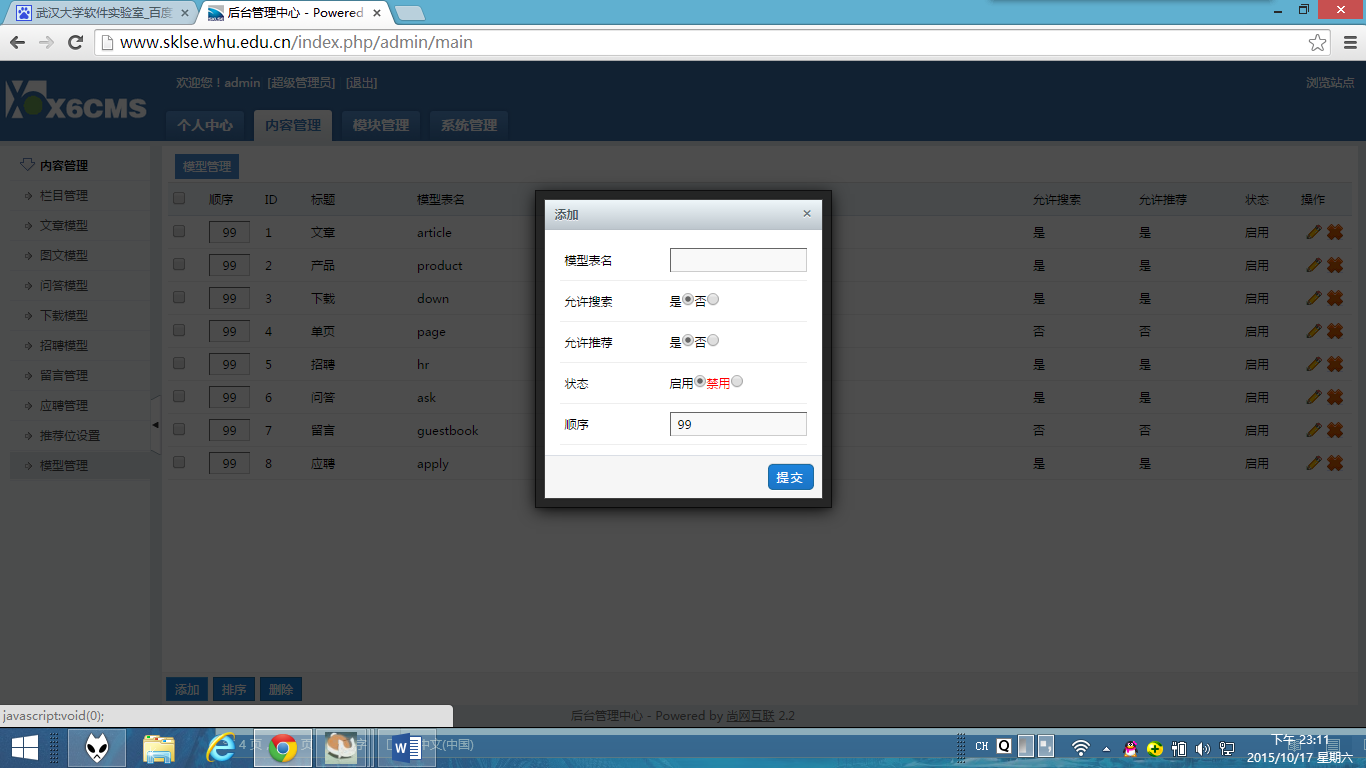 武汉大学软件实验室_百度
后台管理中心 - Powered
www.sklse.whu.edu.cn/index.php/admin/main
X6CMS
欢迎您！admin [超级管理员] [退出]
浏览站点
个人中心 内容管理 模块管理 系统管理
内容管理
栏目管理
文章模型
图文模型
问答模型
下载模型
招聘模型
留言管理
应聘管理
推荐位设置
模型管理
模型管理
顺序 ID 标题 模型表名 允许搜索 允许推荐 状态 操作
99 1 文章 article 是 是 启用
99 2 产品 product 是 是 启用
99 3 下载 down 是 是 启用
99 4 单页 page 否 否 启用
99 5 招聘 hr 是 是 启用
99 6 问答 ask 是 是 启用
99 7 留言 guestbook 否 否 启用
99 8 应聘 apply 是 是 启用
添加
模型表名
允许搜索 是 否
允许推荐 是 否
状态 启用 禁用
顺序 99
提交
添加 排序 删除
javascript:void(0);
后台管理中心 - Powered by 尚网互联 2.2
CH
下午 23:11
2015/10/17 星期六